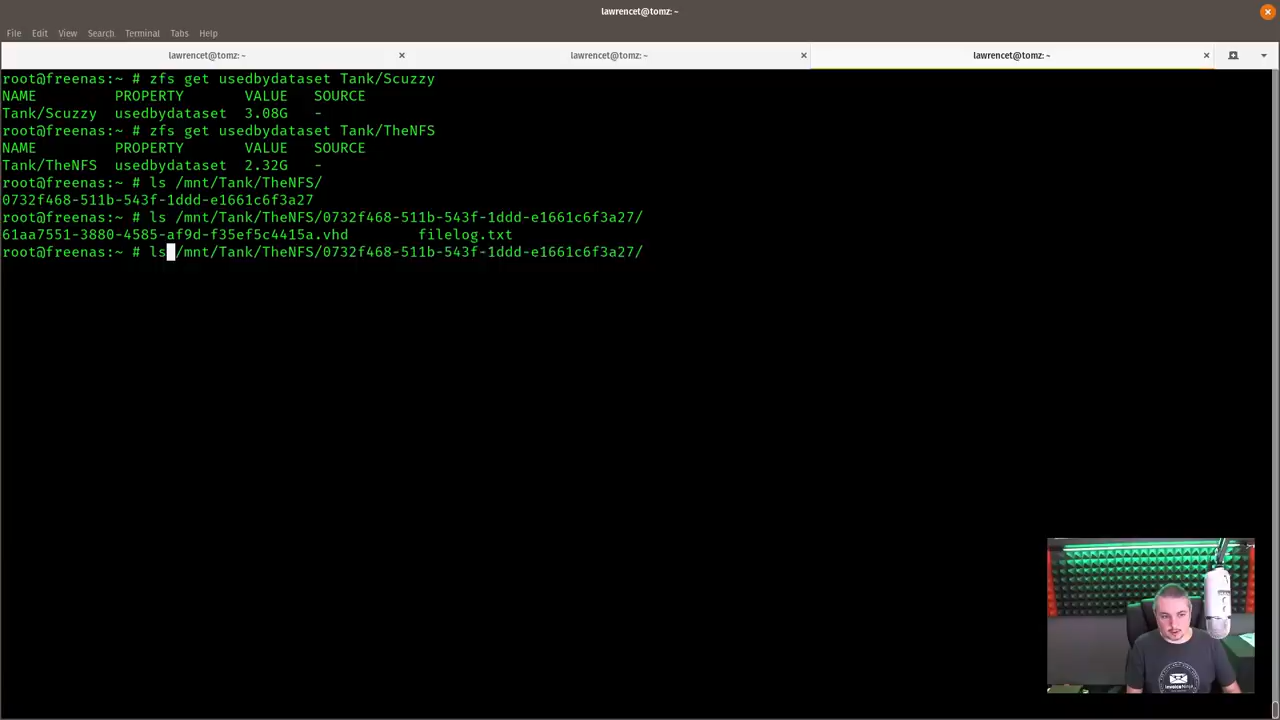 lawrencet@tomz: ~
File Edit View Search Terminal Tabs Help
lawrencet@tomz: ~ lawrencet@tomz: ~ lawrencet@tomz: ~
root@freenas:~ # zfs get usedbydataset Tank/Scuzzy
NAME PROPERTY VALUE SOURCE
Tank/Scuzzy usedbydataset 3.08G -
root@freenas:~ # zfs get usedbydataset Tank/TheNFS
NAME PROPERTY VALUE SOURCE
Tank/TheNFS usedbydataset 2.32G -
root@freenas:~ # ls /mnt/Tank/TheNFS/
0732f468-511b-543f-1ddd-e1661c6f3a27
root@freenas:~ # ls /mnt/Tank/TheNFS/0732f468-511b-543f-1ddd-e1661c6f3a27/
61aa7551-3880-4585-af9d-f35ef5c4415a.vhd filelog.txt
root@freenas:~ # ls /mnt/Tank/TheNFS/0732f468-511b-543f-1ddd-e1661c6f3a27/